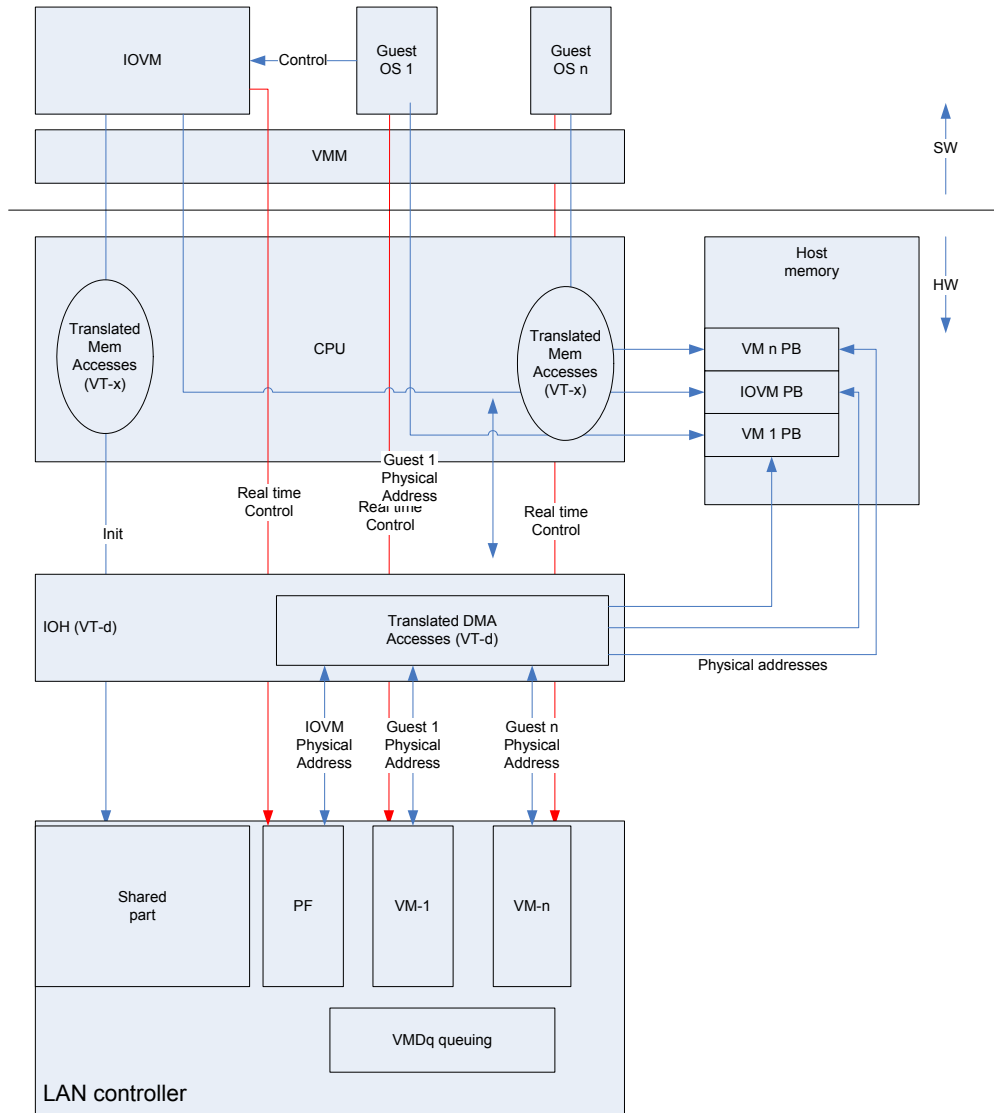 IOVM
Control
Guest
OS 1
Guest
OS n
VMM
SW
Host
memory
HW
Translated
Mem
Accesses
(VT-x)
CPU
Translated
Mem
Accesses
(VT-x)
VM n PB
IOVM PB
VM 1 PB
Guest 1
Physical
Address
Real time
Control
Real time
Control
Real time
Control
Init
IOH (VT-d)
Translated DMA
Accesses (VT-d)
Physical addresses
IOVM
Physical
Address
Guest 1
Physical
Address
Guest n
Physical
Address
Shared
part
PF
VM-1
VM-n
VMDq queuing
LAN controller